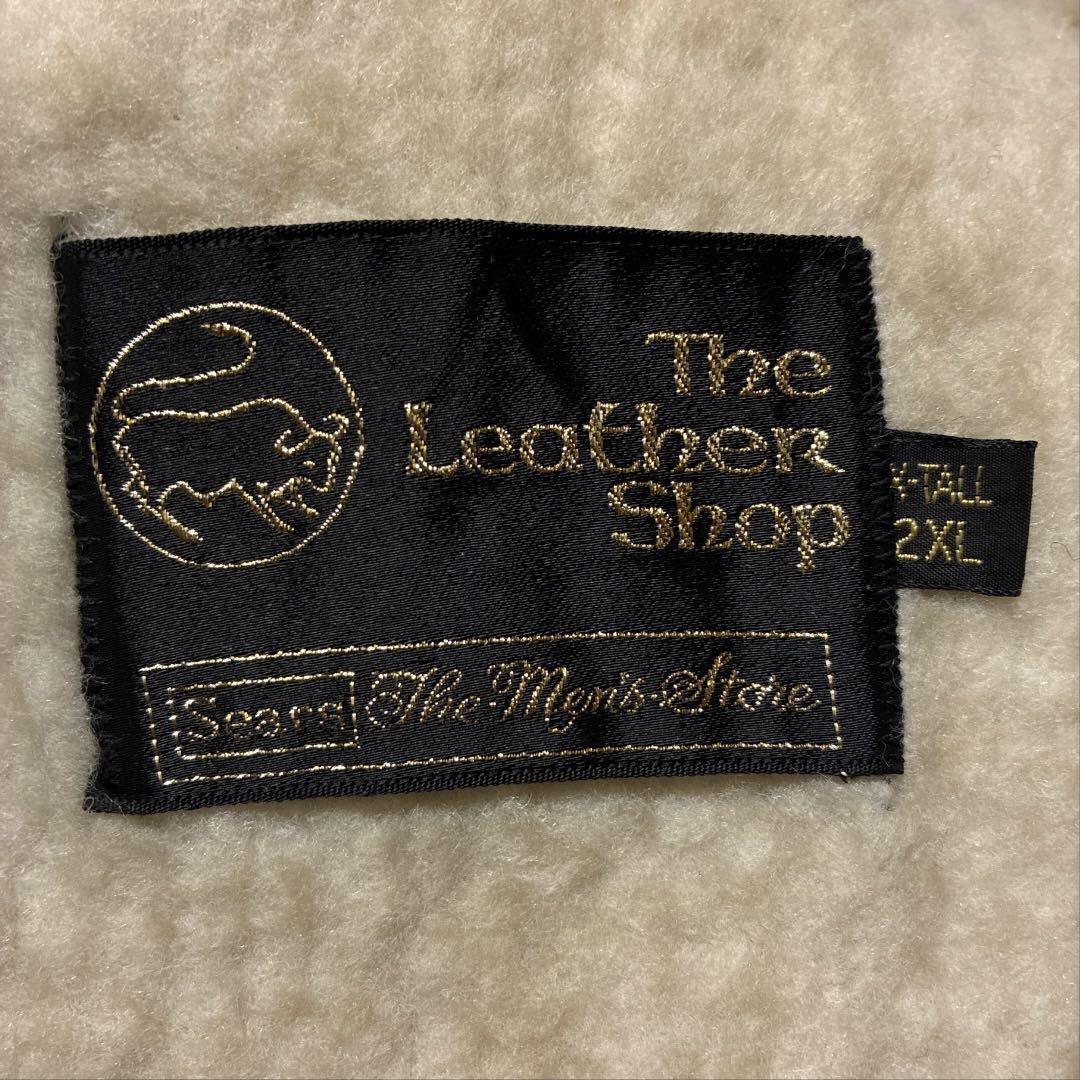 The
Leather
Shop
-TALL
2XL
Sears The Men's Store